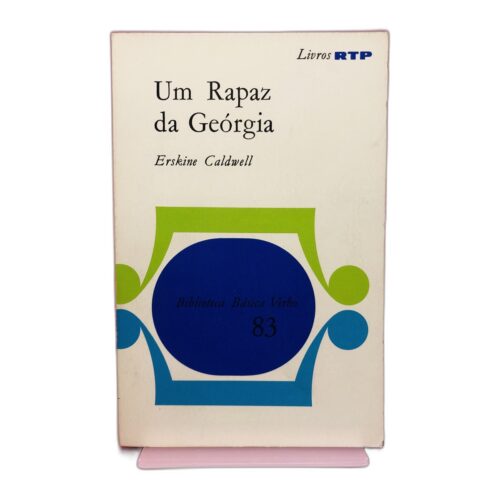 Livros RTP
Um Rapaz
da Geórgia
Erskine Caldwell
Biblioteca Básica Verbo
83